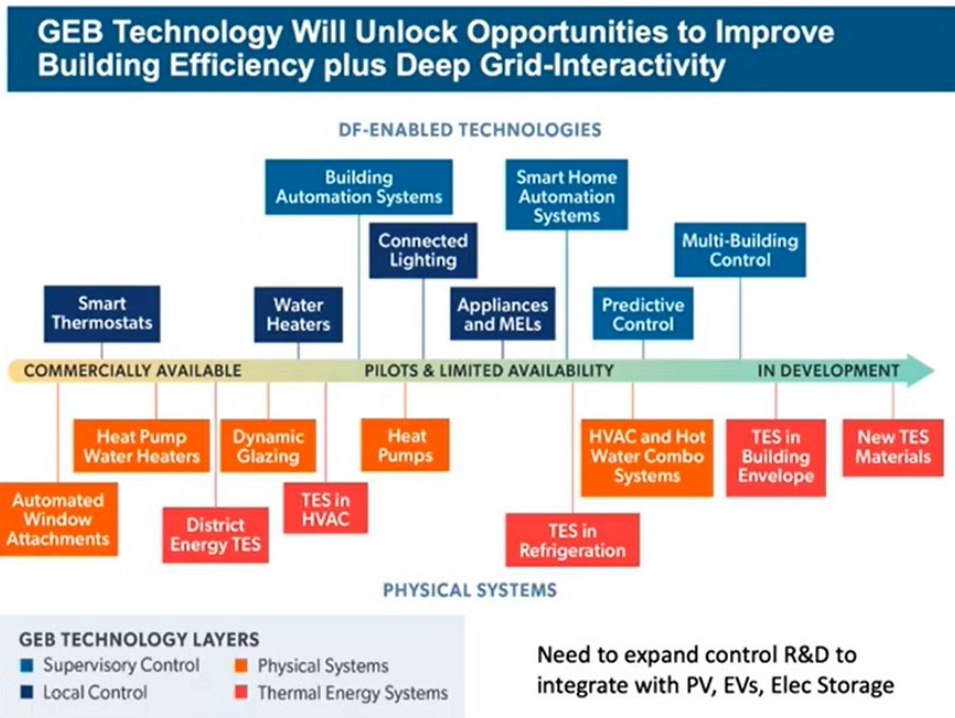 GEB Technology Will Unlock Opportunities to Improve
Building Efficiency plus Deep Grid-Interactivity
DF-ENABLED TECHNOLOGIES
Building
Automation Systems
Smart Home
Automation
Systems
Connected
Lighting
Multi-Building
Control
Smart
Thermostats
Water
Heaters
Appliances
and MELs
Predictive
Control
COMMERCIALLY AVAILABLE
PILOTS & LIMITED AVAILABILITY
IN DEVELOPMENT
Heat Pump
Water Heaters
Dynamic
Glazing
Heat
Pumps
HVAC and Hot
Water Combo
Systems
TES in
Building
Envelope
New TES
Materials
Automated
Window
Attachments
District
Energy TES
TES in
HVAC
TES in
Refrigeration
PHYSICAL SYSTEMS
GEB TECHNOLOGY LAYERS
Supervisory Control
Physical Systems
Local Control
Thermal Energy Systems
Need to expand control R&D to
integrate with PV, EVs, Elec Storage